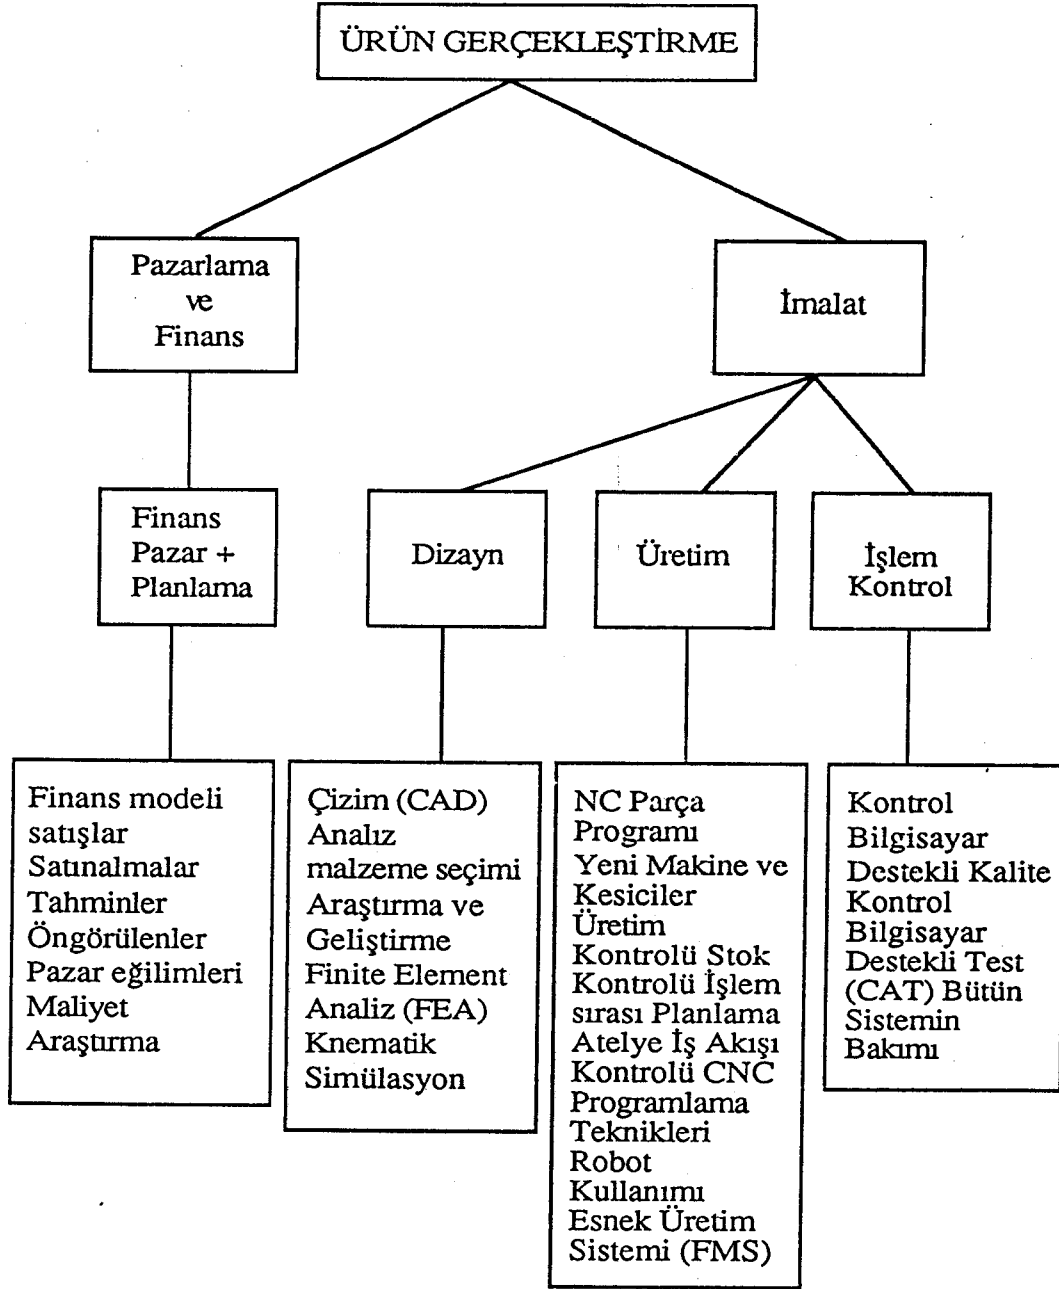 ÜRÜN GERÇEKLEŞTİRME
Pazarlama
ve
Finans
İmalat
Finans
Pazar +
Planlama
Dizayn
Üretim
İşlem
Kontrol
Finans modeli
satışlar
Satınalmalar
Tahminler
Öngörülenler
Pazar eğilimleri
Maliyet
Araştırma
Çizim (CAD)
Analız
malzeme seçimi
Araştırma ve
Geliştirme
Finite Element
Analiz (FEA)
Knematik
Simülasyon
NC Parça
Programı
Yeni Makine ve
Kesiciler
Üretim
Kontrolü Stok
Kontrolü İşlem
sırası Planlama
Atelye İş Akışı
Kontrolü CNC
Programlama
Teknikleri
Robot
Kullanımı
Esnek Üretim
Sistemi (FMS)
Kontrol
Bilgisayar
Destekli Kalite
Kontrol
Bilgisayar
Destekli Test
(CAT) Bütün
Sistemin
Bakımı